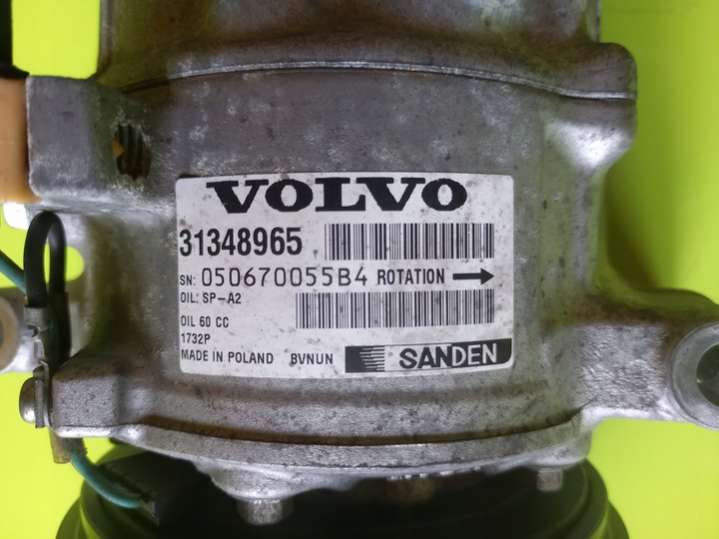 VOLVO
31348965
SN: 050670055B4 ROTATION →
OIL: SP-A2
OIL 60 CC
1732P
MADE IN POLAND BVNUN SANDEN